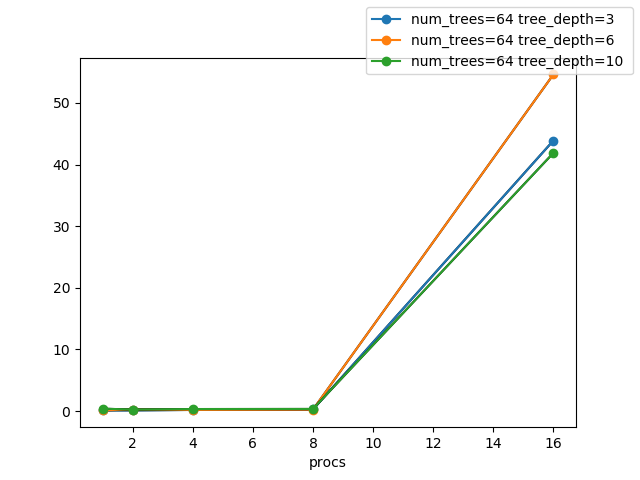 num_trees=64 tree_depth=3
num_trees=64 tree_depth=6
num_trees=64 tree_depth=10
50
40
30
20
10
0
2 4 6 8 10 12 14 16
procs